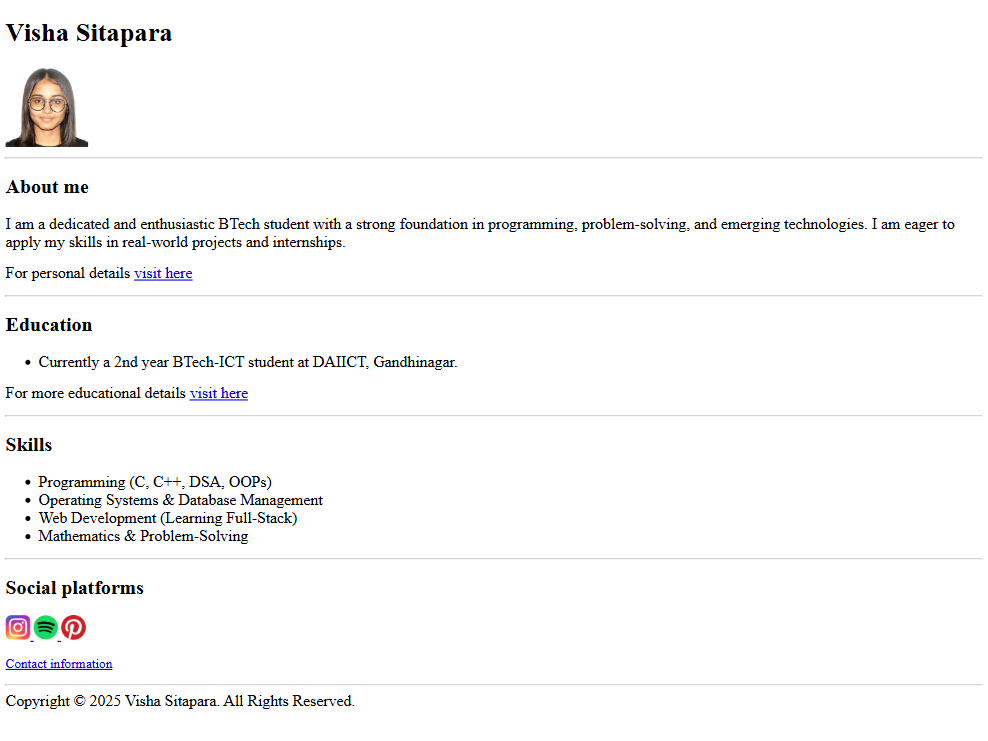 Visha Sitapara
About me
I am a dedicated and enthusiastic BTech student with a strong foundation in programming, problem-solving, and emerging technologies. I am eager to
apply my skills in real-world projects and internships.
For personal details visit here
Education
• Currently a 2nd year BTech-ICT student at DAIICT, Gandhinagar.
For more educational details visit here
Skills
• Programming (C, C++, DSA, OOPs)
• Operating Systems & Database Management
• Web Development (Learning Full-Stack)
• Mathematics & Problem-Solving
Social platforms
Contact information
Copyright © 2025 Visha Sitapara. All Rights Reserved.